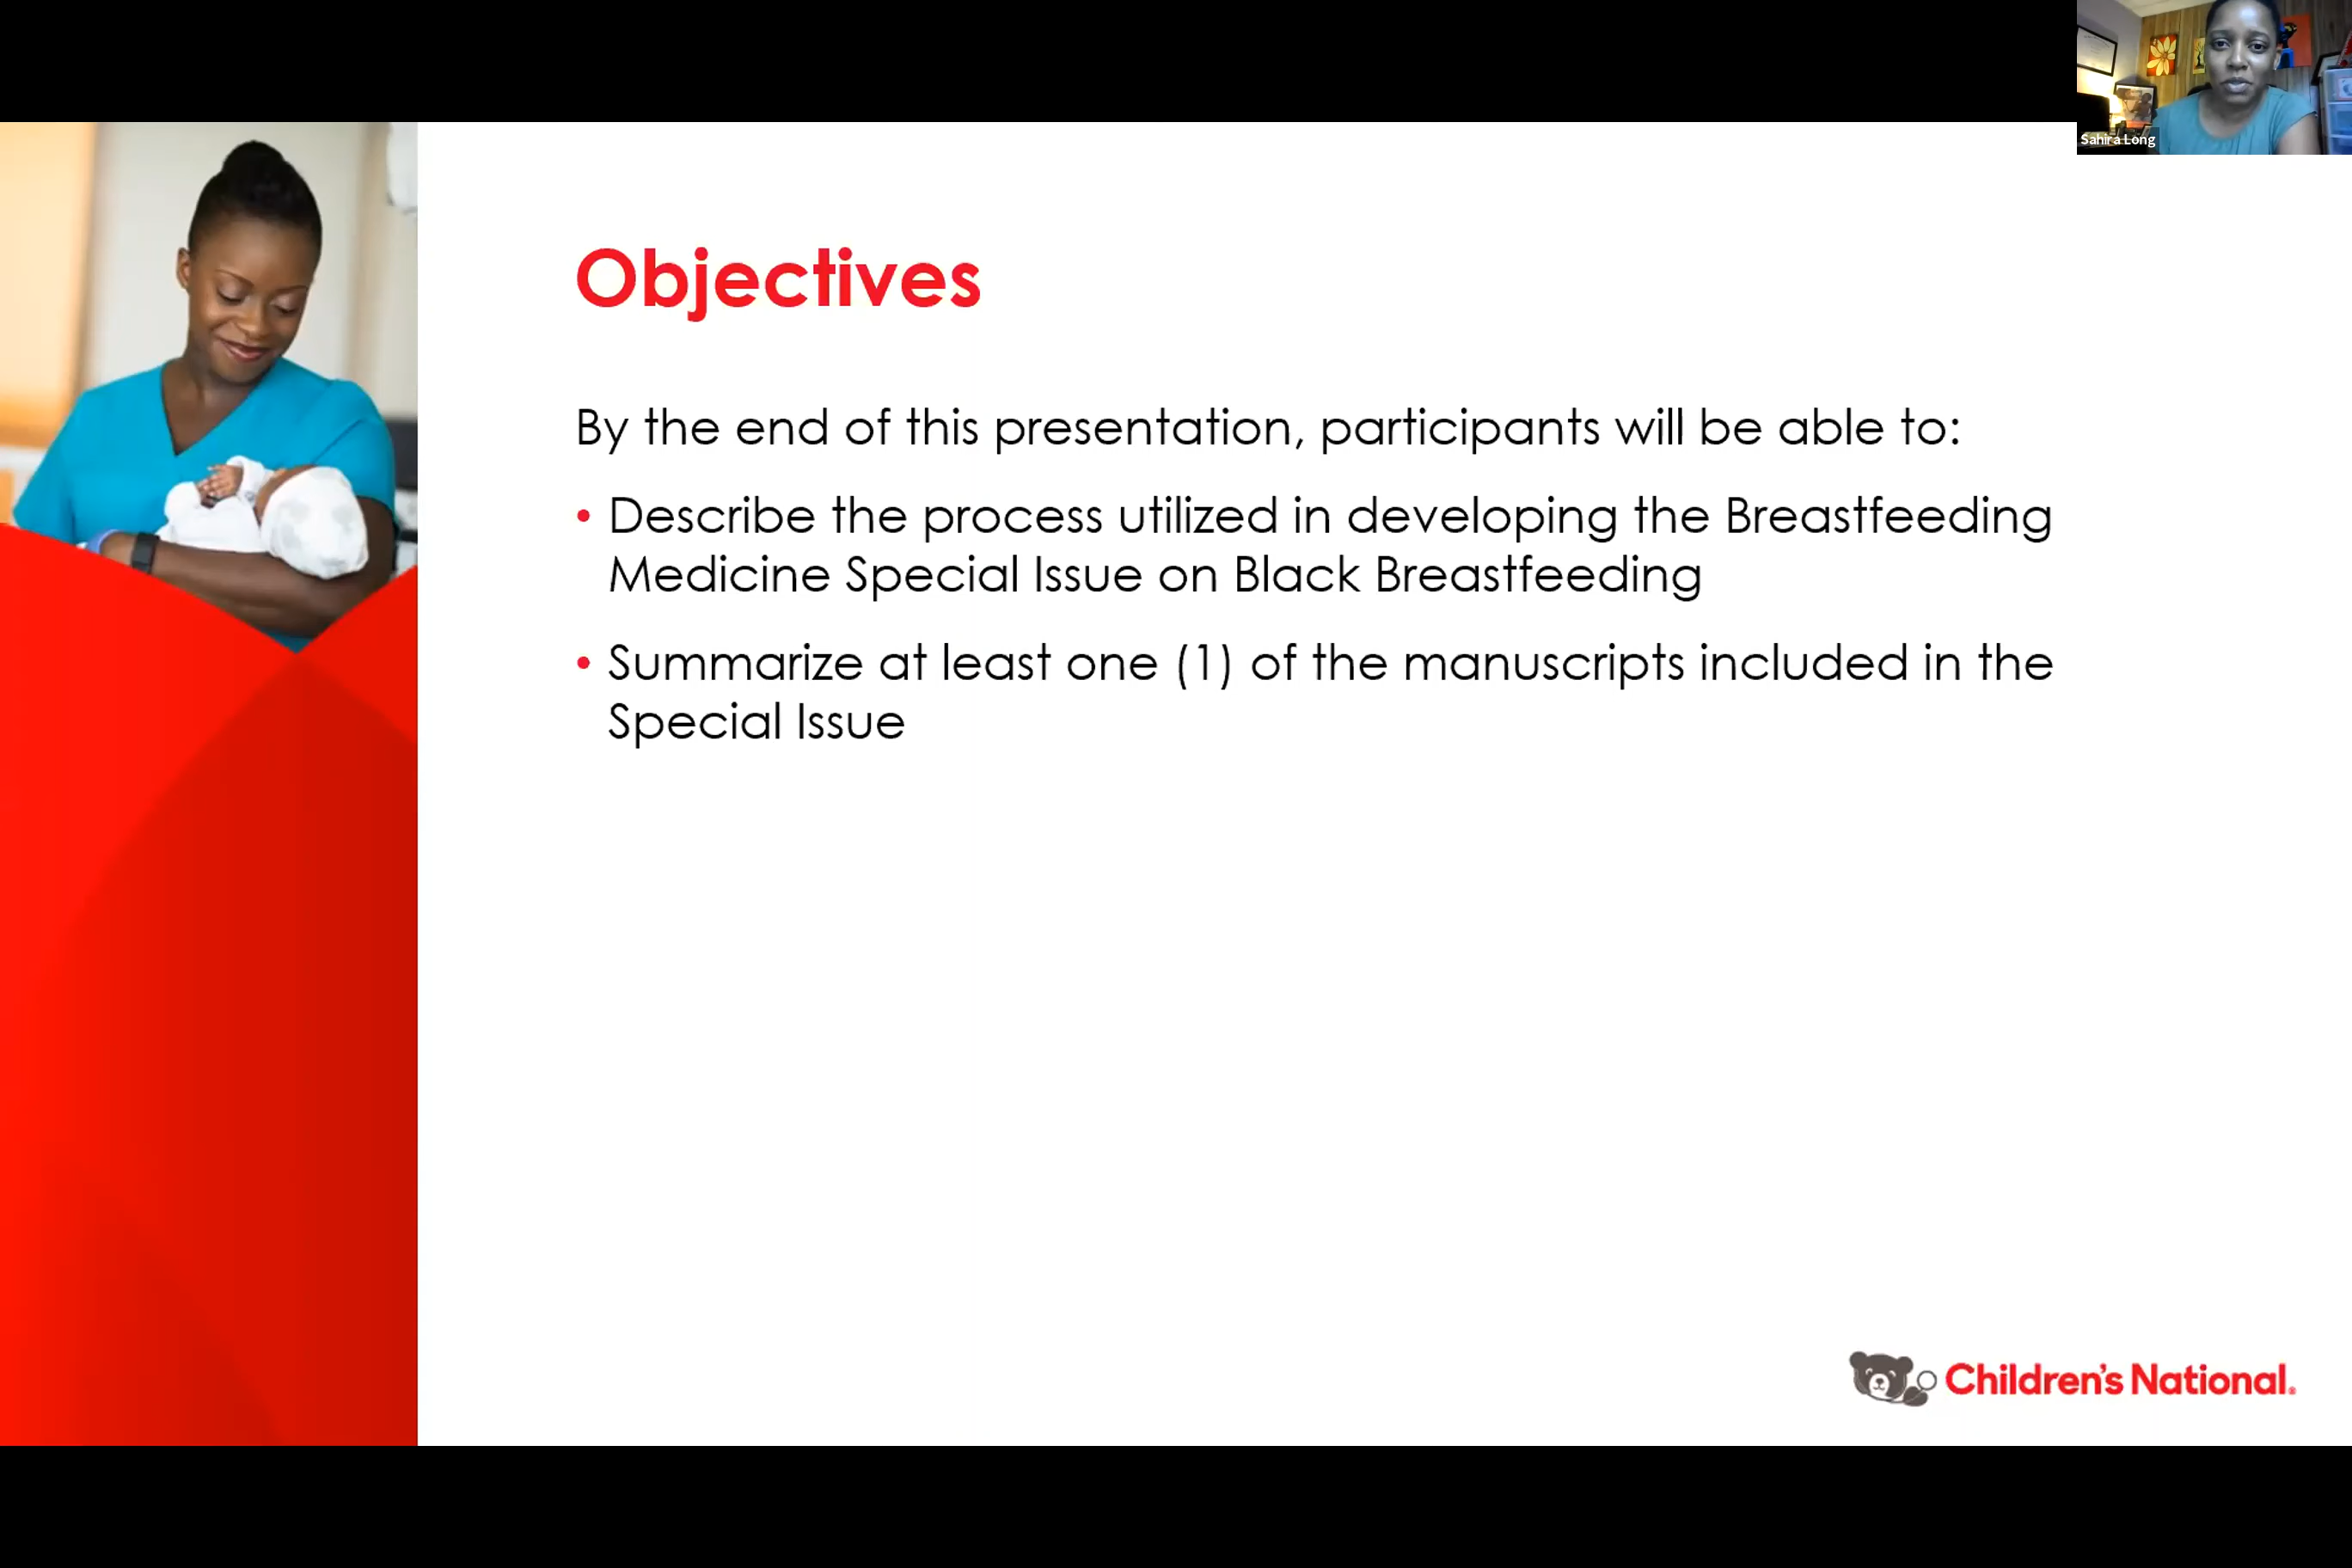 Sahira Long
Objectives
By the end of this presentation, participants will be able to:
• Describe the process utilized in developing the Breastfeeding
Medicine Special Issue on Black Breastfeeding
• Summarize at least one (1) of the manuscripts included in the
Special Issue
Children's National®